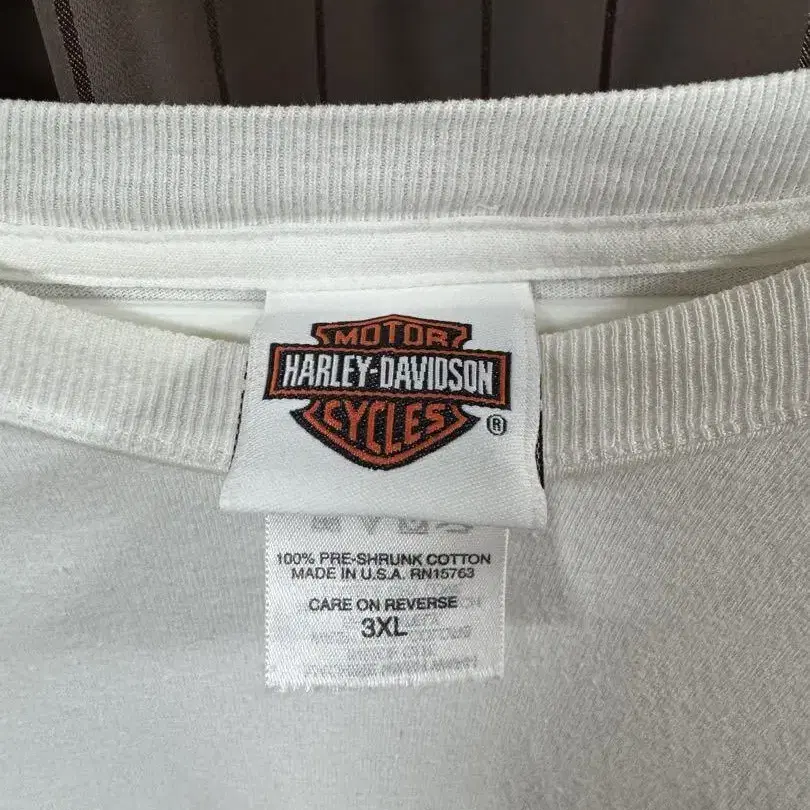 MOTOR
HARLEY-DAVIDSON
CYCLES
®
100% PRE-SHRUNK COTTON
MADE IN U.S.A. RN15763
CARE ON REVERSE
3XL